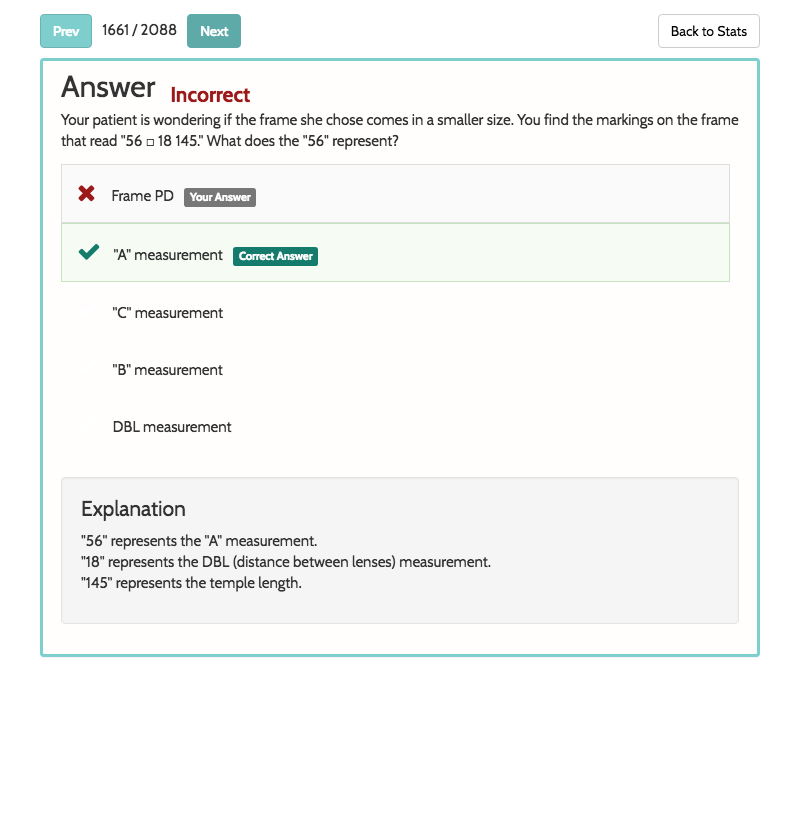 Prev 1661 / 2088 Next Back to Stats
Answer Incorrect
Your patient is wondering if the frame she chose comes in a smaller size. You find the markings on the frame
that read "56 □ 18 145." What does the "56" represent?
Frame PD Your Answer
"A" measurement Correct Answer
"C" measurement
"B" measurement
DBL measurement
Explanation
"56" represents the "A" measurement.
"18" represents the DBL (distance between lenses) measurement.
"145" represents the temple length.